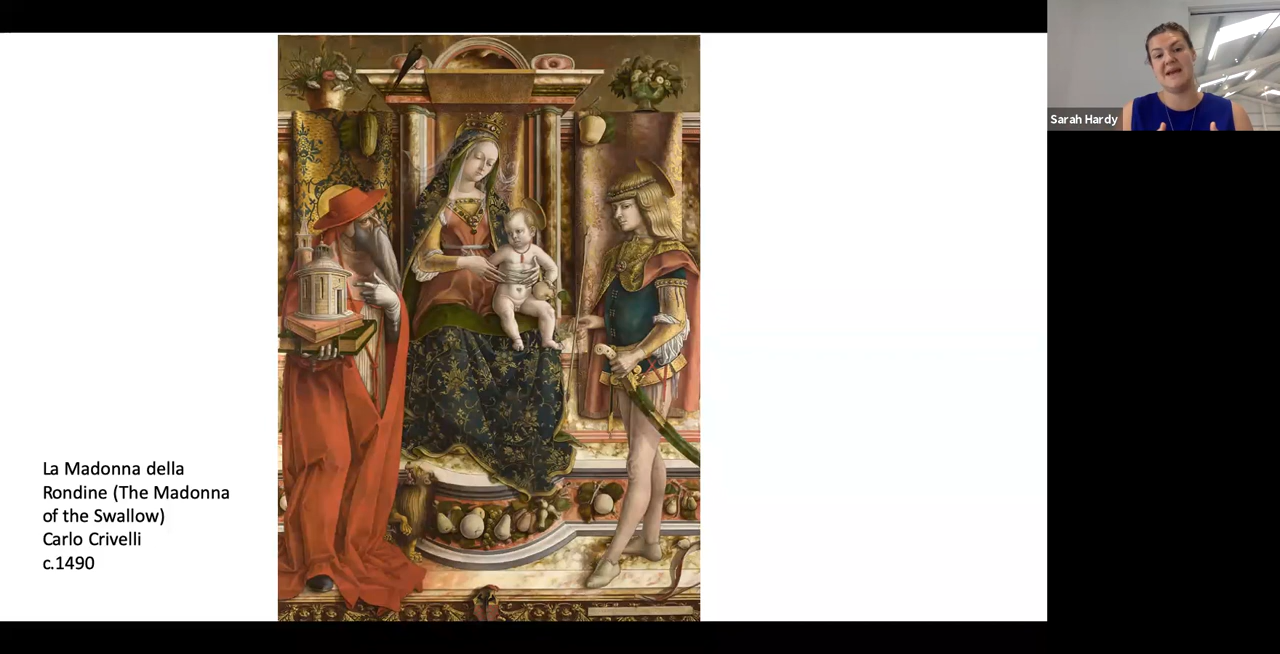 Sarah Hardy
La Madonna della
Rondine (The Madonna
of the Swallow)
Carlo Crivelli
c.1490